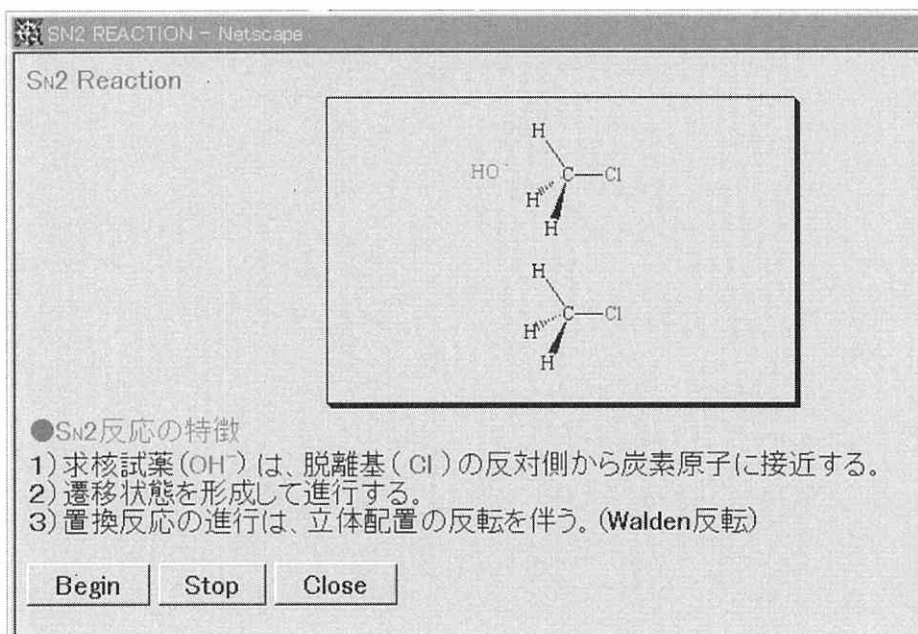 SN2 REACTION - Netscape
SN2 Reaction
H
HO⁻
C
Cl
H
H
H
C
Cl
H
H
●SN2反応の特徴
1)求核試薬(OH⁻)は、脱離基(Cl)の反対側から炭素原子に接近する。
2)遷移状態を形成して進行する。
3)置換反応の進行は、立体配置の反転を伴う。(Walden反転)
Begin
Stop
Close